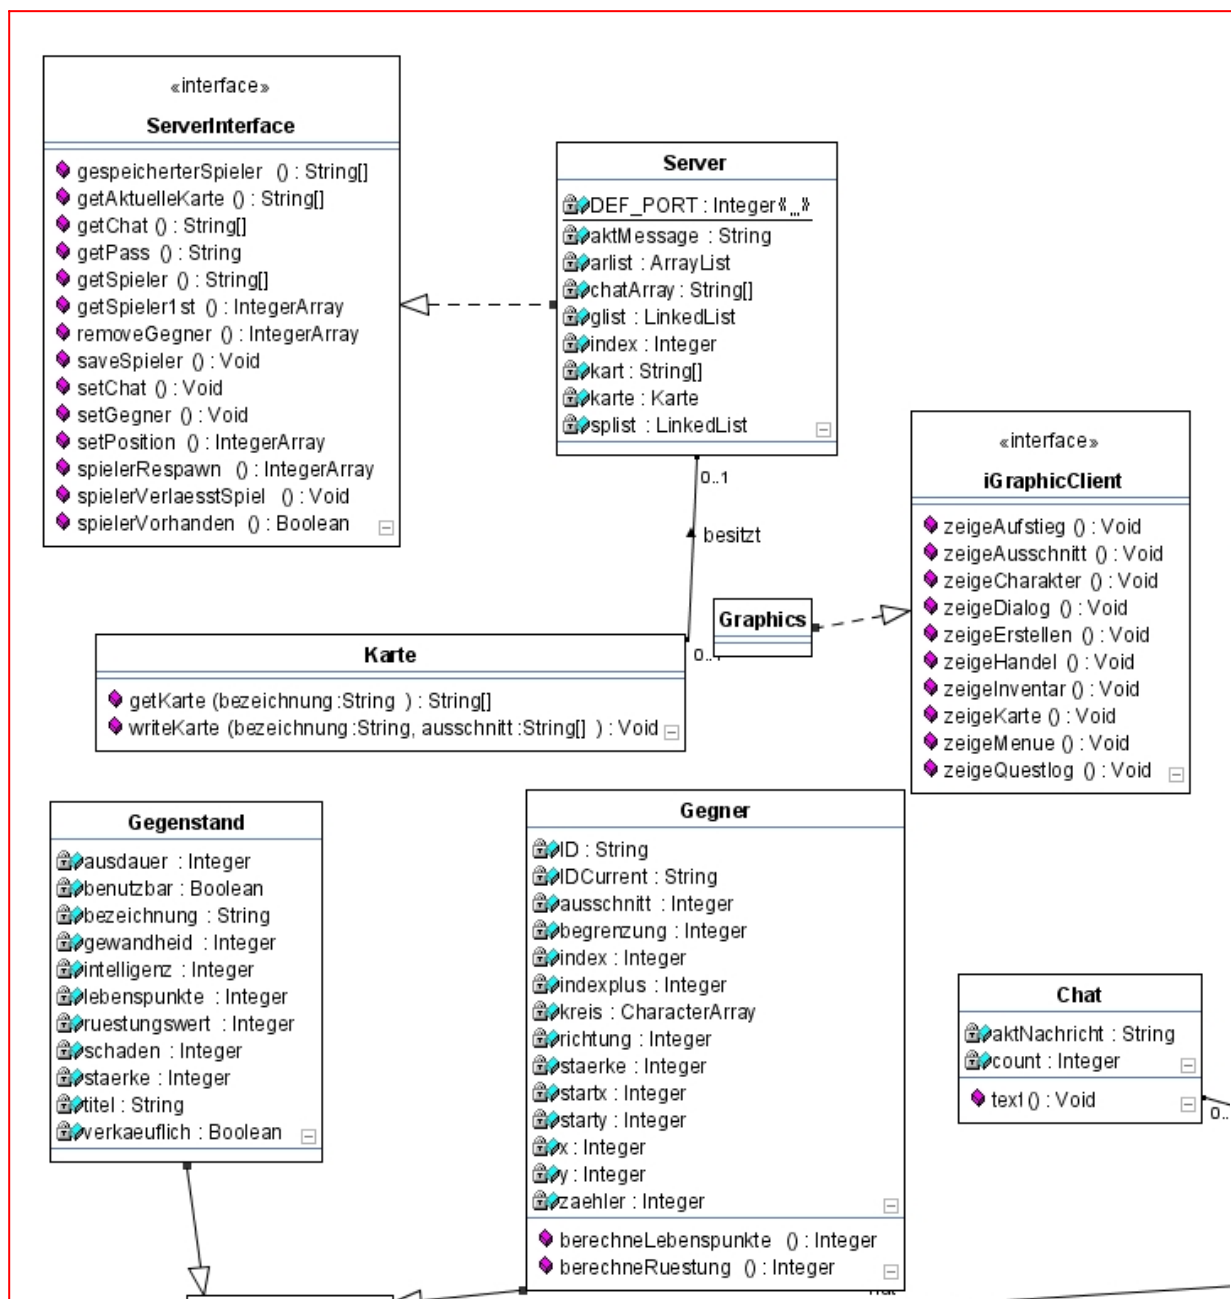 «interface»
ServerInterface
gespeicherterSpieler () : String[]
getAktuelleKarte () : String[]
getChat () : String[]
getPass () : String
getSpieler () : String[]
getSpieler1st () : IntegerArray
removeGegner () : IntegerArray
saveSpieler () : Void
setChat () : Void
setGegner () : Void
setPosition () : IntegerArray
spielerRespawn () : IntegerArray
spielerVerlaesstSpiel () : Void
spielerVorhanden () : Boolean
Server
DEF_PORT : Integer «...»
aktMessage : String
arlist : ArrayList
chatArray : String[]
glist : LinkedList
index : Integer
kart : String[]
karte : Karte
splist : LinkedList
0..1
besitzt
«interface»
iGraphicClient
zeigeAufstieg () : Void
zeigeAusschnitt () : Void
zeigeCharakter () : Void
zeigeDialog () : Void
zeigeErstellen () : Void
zeigeHandel () : Void
zeigeInventar () : Void
zeigeKarte () : Void
zeigeMenue () : Void
zeigeQuestlog () : Void
Graphics
Karte
getKarte (bezeichnung :String ) : String[]
writeKarte (bezeichnung :String, ausschnitt :String[] ) : Void
Gegenstand
ausdauer : Integer
benutzbar : Boolean
bezeichnung : String
gewandheid : Integer
intelligenz : Integer
lebenspunkte : Integer
ruestungswert : Integer
schaden : Integer
staerke : Integer
titel : String
verkaeuflich : Boolean
Gegner
ID : String
IDCurrent : String
ausschnitt : Integer
begrenzung : Integer
index : Integer
indexplus : Integer
kreis : CharacterArray
richtung : Integer
staerke : Integer
startx : Integer
starty : Integer
x : Integer
y : Integer
zaehler : Integer
berechneLebenspunkte () : Integer
berechneRuestung () : Integer
Chat
aktNachricht : String
count : Integer
text () : Void
0..